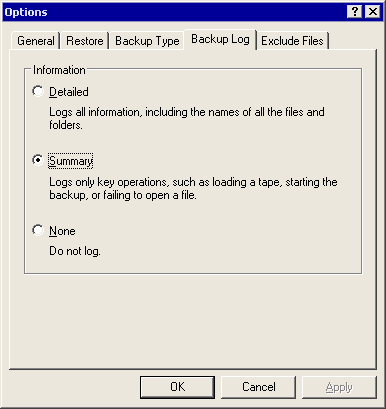 Options
General Restore Backup Type Backup Log Exclude Files
Information
Detailed
Logs all information, including the names of all the files and
folders.
Summary
Logs only key operations, such as loading a tape, starting the
backup, or failing to open a file.
None
Do not log.
OK Cancel Apply